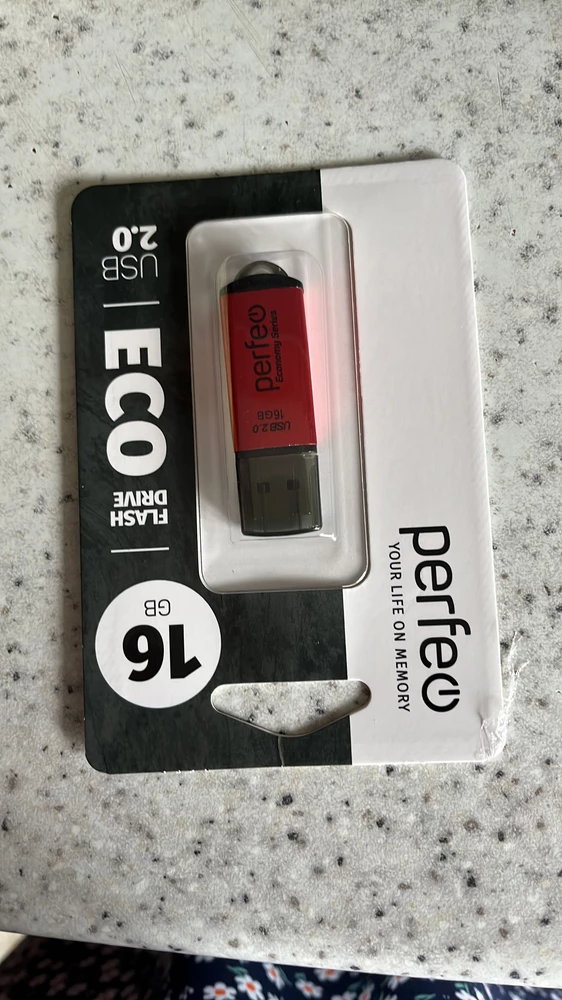 perfeo
YOUR LIFE ON MEMORY
16
GB
FLASH
DRIVE
ECO
USB
2.0
perfeo
Economy Series
USB 2.0
16GB